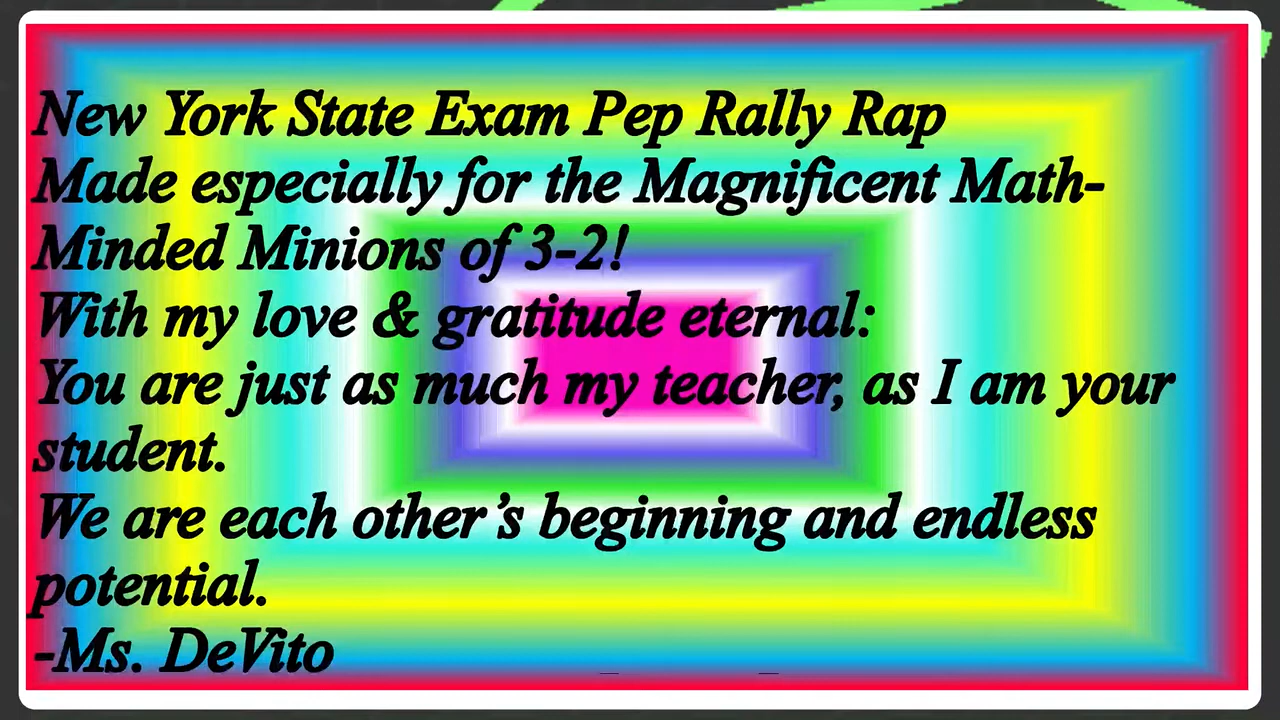 New York State Exam Pep Rally Rap
Made especially for the Magnificent Math-
Minded Minions of 3-2!
With my love & gratitude eternal:
You are just as much my teacher, as I am your
student.
We are each other’s beginning and endless
potential.
-Ms. DeVito